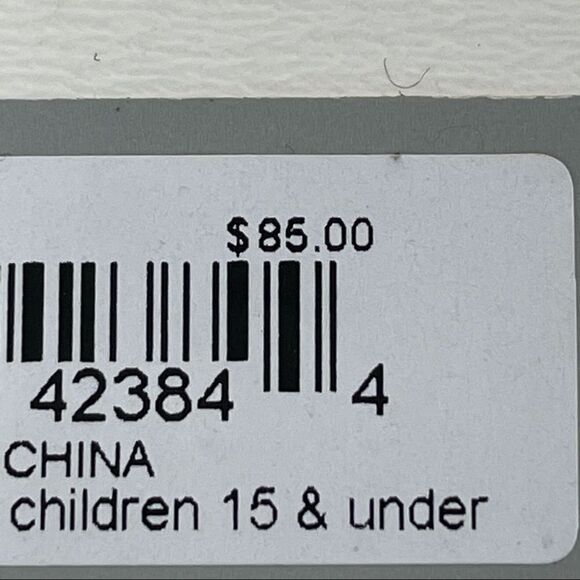 $85.00
42384 4
CHINA
children 15 & under